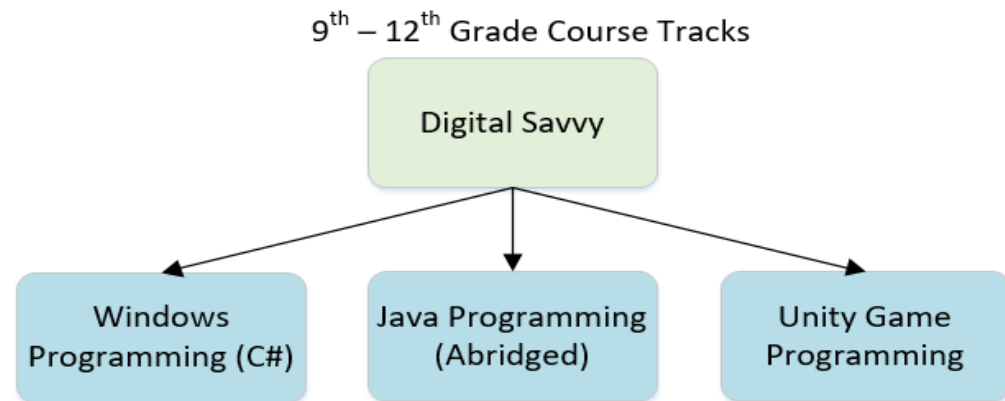 9th – 12th Grade Course Tracks
Digital Savvy
Windows
Programming (C#)
Java Programming
(Abridged)
Unity Game
Programming